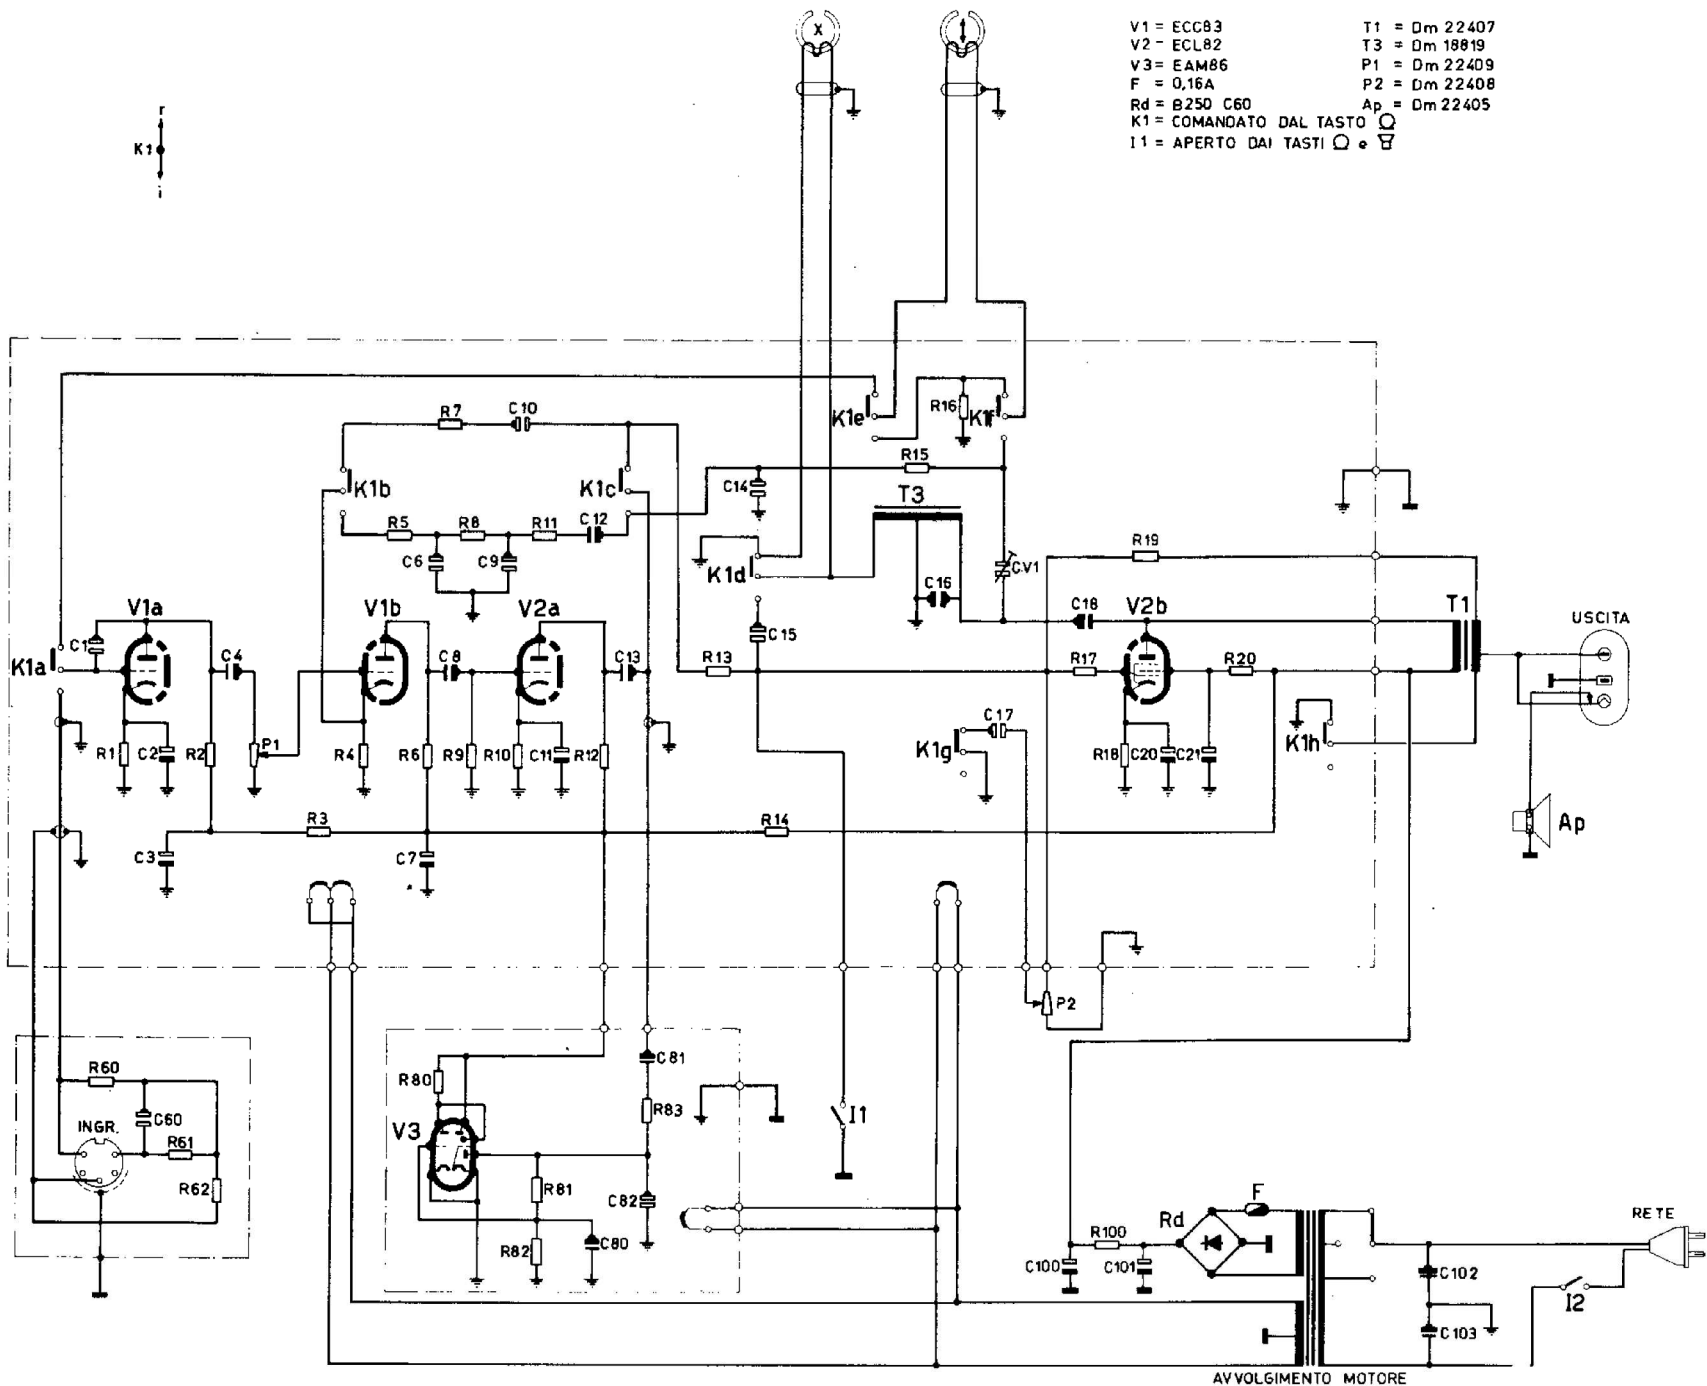 X
V1 = ECC83 T1 = Dm 22407
V2 = ECL82 T3 = Dm 18819
V3 = EAM86 P1 = Dm 22409
F = 0,16A P2 = Dm 22408
Rd = B250 C60 Ap = Dm 22405
K1 = COMANDATO DAL TASTO
I1 = APERTO DAI TASTI e
r
K1
i
R7 C10 K1e R16 K1f
R15
K1b K1c C14 T3
R5 R8 R11 C12
R19
C6 C9 K1d CV1
C16
V1a V1b V2a C18 V2b T1
USCITA
C1 C15
K1a C4 C8 C13 R13 R17 R20
C17
P1 K1g K1h
R1 C2 R2 R4 R6 R9 R10 C11 R12 R18 C20 C21
R3 R14 Ap
C3 C7
P2
R60 C81
R80
C60 R83 I1
INGR. V3
R61
R62 R81 C82 F
Rd RETE
R82 C80 R100
C100 C101 C102
I2
C103
AVVOLGIMENTO MOTORE